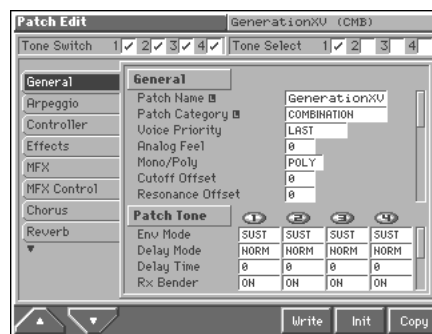 Patch Edit GenerationXV (CMB)
Tone Switch 1 2 3 4 Tone Select 1 2 3 4
General
Arpeggio
Controller
Effects
MFX
MFX Control
Chorus
Reverb
General
Patch Name GenerationXV
Patch Category COMBINATION
Voice Priority LAST
Analog Feel 0
Mono/Poly POLY
Cutoff Offset 0
Resonance Offset 0
Patch Tone 1 2 3 4
Env Mode SUST SUST SUST SUST
Delay Mode NORM NORM NORM NORM
Delay Time 0 0 0 0
Rx Bender ON ON ON ON
Write Init Copy